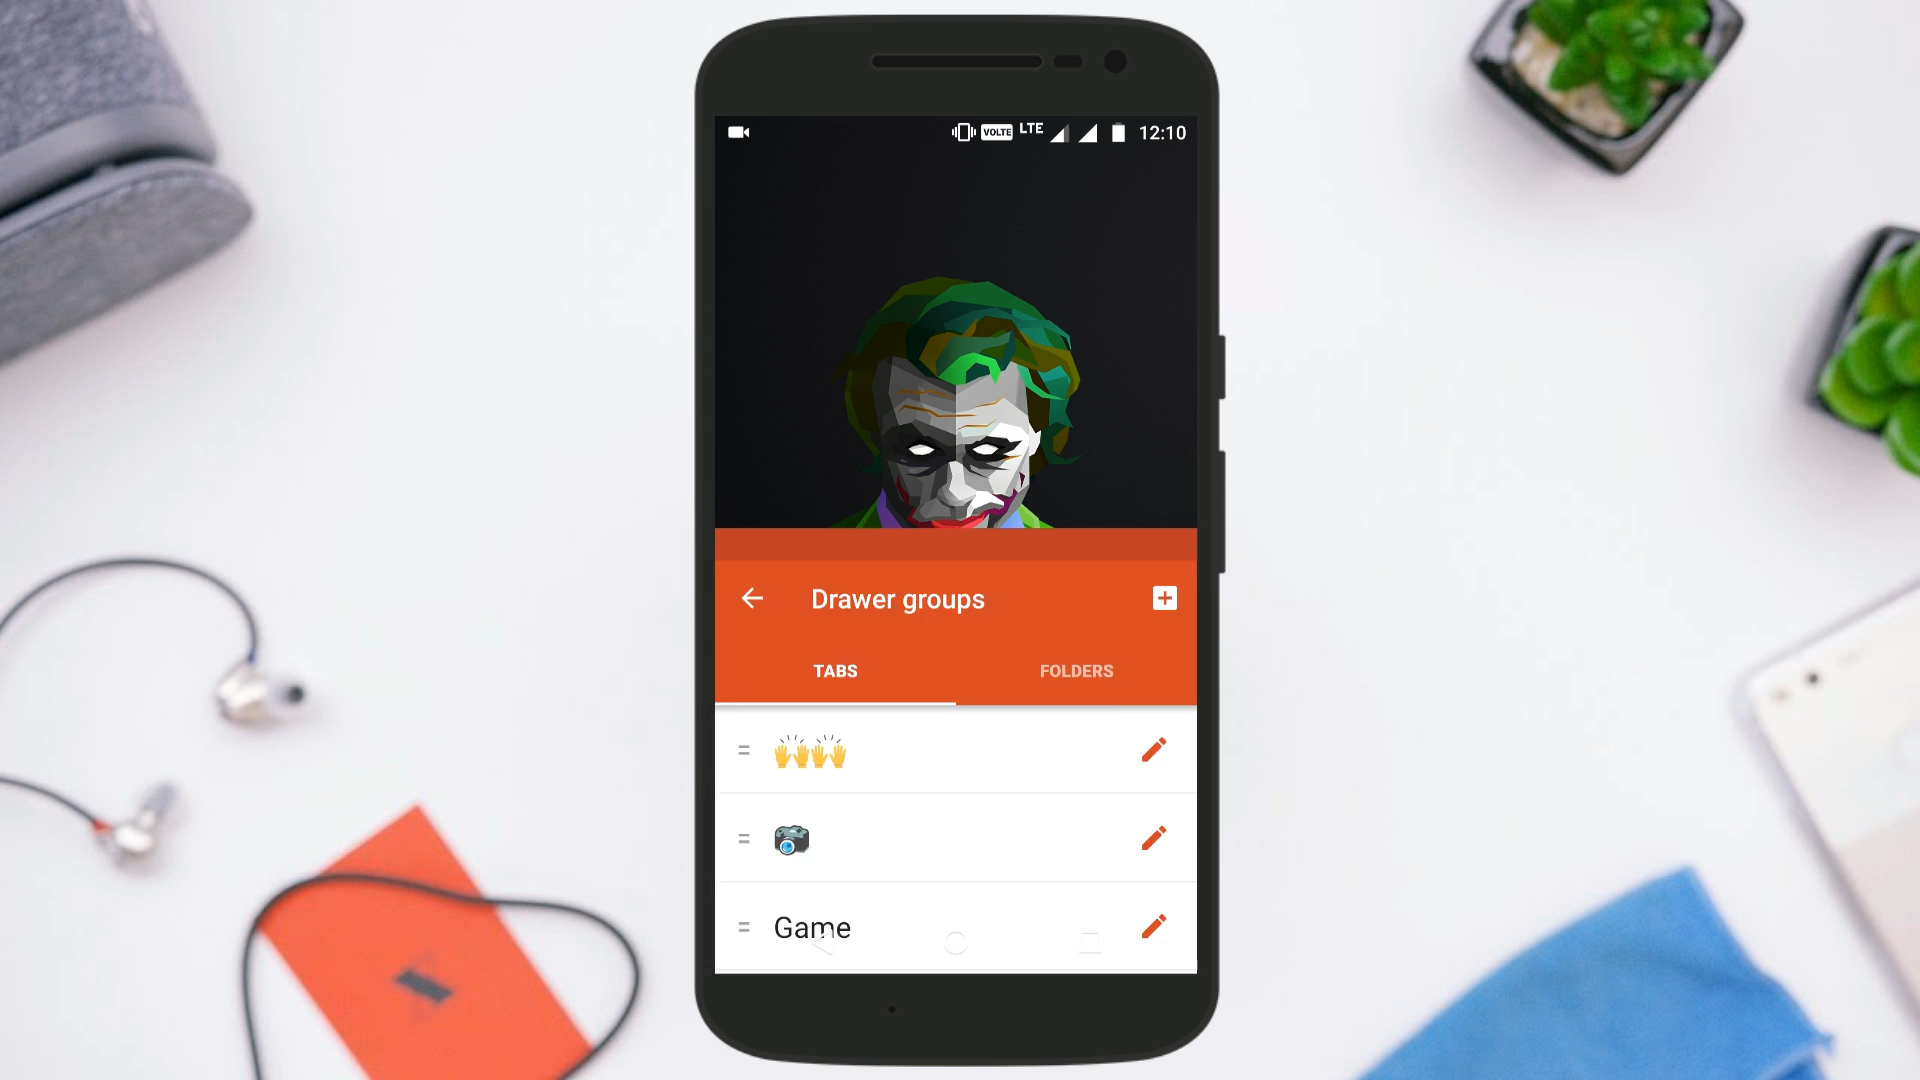 VOLTE LTE 12:10
Drawer groups
TABS FOLDERS
🙌🙌
📷
Game